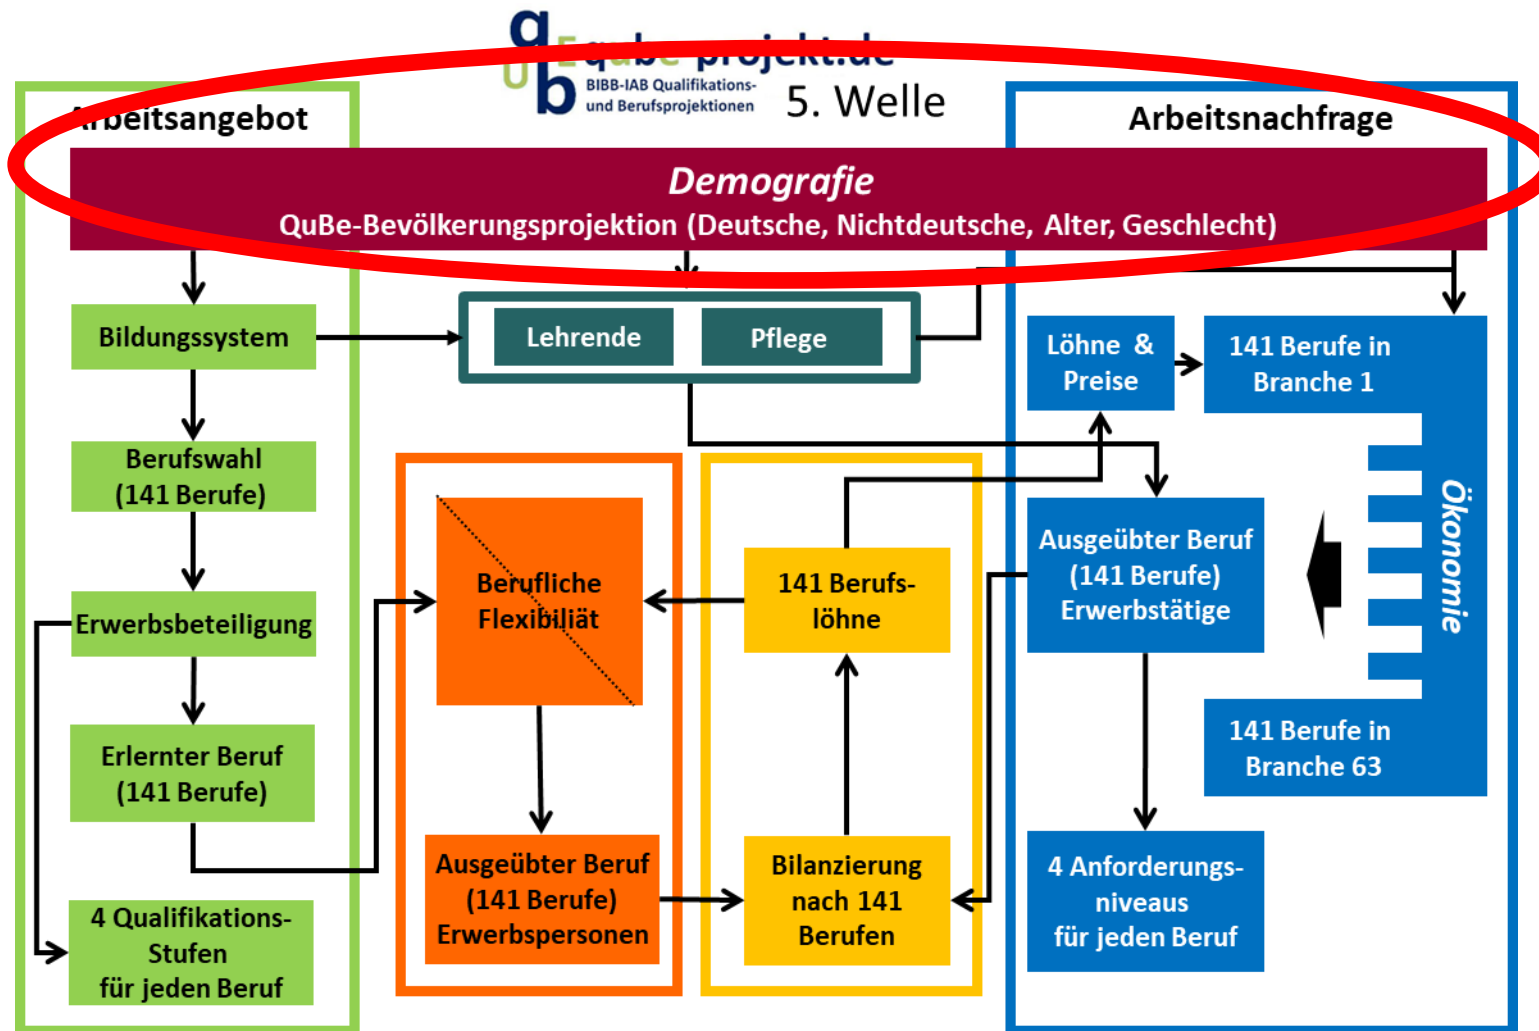 quBe qube-projekt.de
BIBB-IAB Qualifikations-
und Berufsprojektionen
5. Welle
Arbeitsangebot
Arbeitsnachfrage
Demografie
QuBe-Bevölkerungsprojektion (Deutsche, Nichtdeutsche, Alter, Geschlecht)
Bildungssystem
Lehrende
Pflege
Löhne &
Preise
141 Berufe in
Branche 1
Berufswahl
(141 Berufe)
Erwerbsbeteiligung
Berufliche
Flexibiliät
141 Berufs-
löhne
Ausgeübter Beruf
(141 Berufe)
Erwerbstätige
Ökonomie
Erlernter Beruf
(141 Berufe)
141 Berufe in
Branche 63
4 Qualifikations-
Stufen
für jeden Beruf
Ausgeübter Beruf
(141 Berufe)
Erwerbspersonen
Bilanzierung
nach 141
Berufen
4 Anforderungs-
niveaus
für jeden Beruf